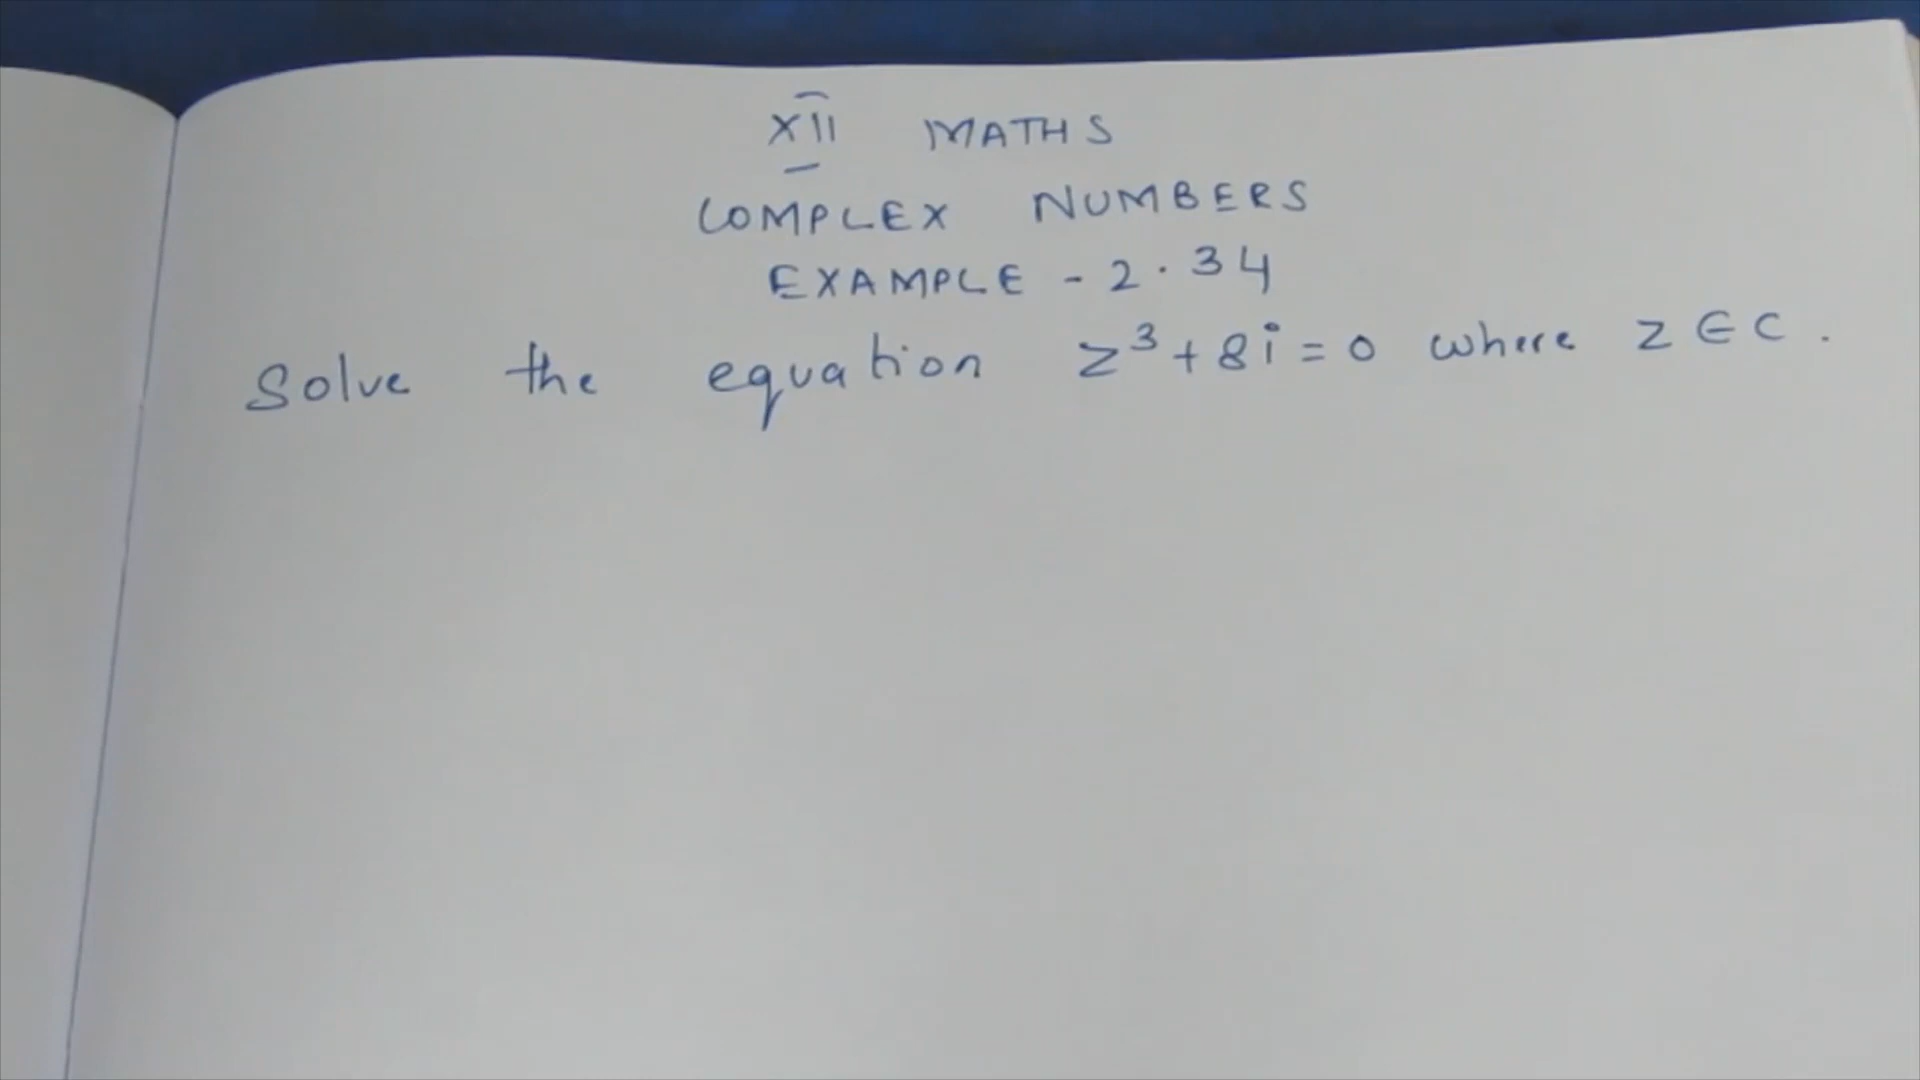 XII MATHS
COMPLEX NUMBERS
EXAMPLE - 2.34
Solve the equation z³+8i=0 where z∈C.